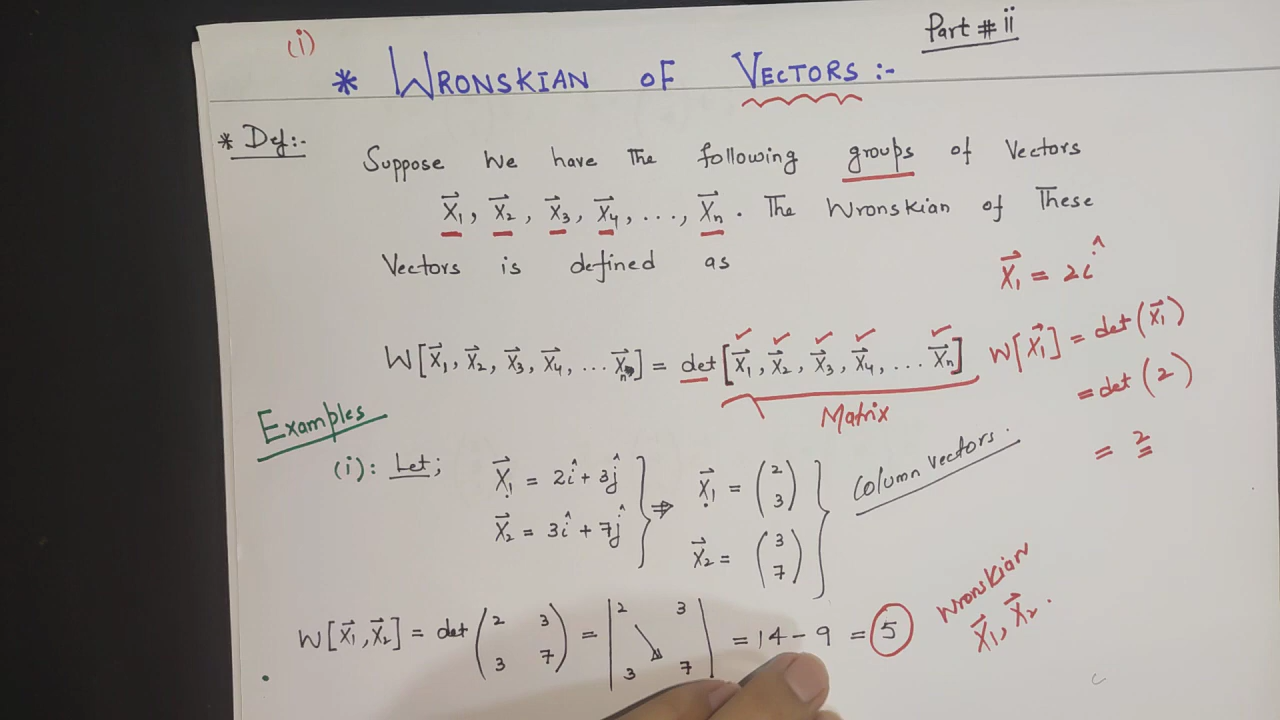 (i)
Part # ii
* WRONSKIAN OF VECTORS :-
* Def:-
Suppose We have The following groups of Vectors
X⃗₁, X⃗₂, X⃗₃, X⃗₄, ..., X⃗ₙ. The Wronskian of These
Vectors is defined as
X⃗₁ = 2î
W[X⃗₁, X⃗₂, X⃗₃, X⃗₄, ... X⃗ₙ] = det[X⃗₁, X⃗₂, X⃗₃, X⃗₄, ... X⃗ₙ]
Matrix
W[X⃗₁] = det(X⃗₁)
= det(2)
= 2
Examples
(i): Let;
X⃗₁ = 2î + 3ĵ
X⃗₂ = 3î + 7ĵ
⇒ X⃗₁ = (2 3)
X⃗₂ = (3 7)
Column vectors.
W[X⃗₁, X⃗₂] = det(2 3 3 7) = |2 3 3 7| = 14 - 9 = 5
Wronskian
X⃗₁, X⃗₂.